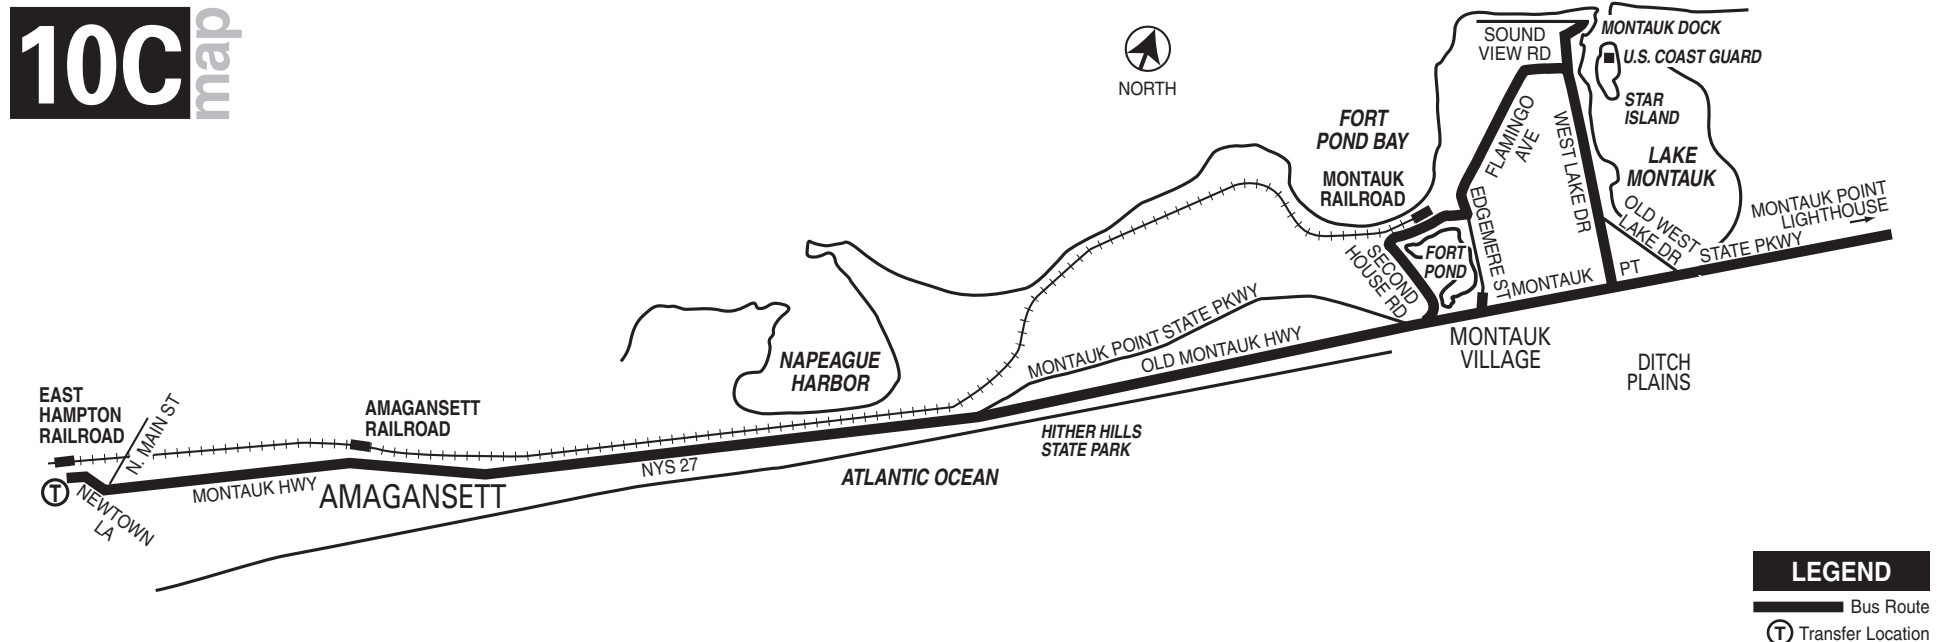 10C
map
NORTH
SOUND
VIEW RD
MONTAUK DOCK
U.S. COAST GUARD
STAR
ISLAND
FORT
POND BAY
MONTAUK
RAILROAD
FLAMINGO
AVE
WEST LAKE DR
LAKE
MONTAUK
EDGEMERE ST
OLD WEST
LAKE DR
MONTAUK POINT
LIGHTHOUSE
SECOND
HOUSE RD
FORT
POND
MONTAUK PT STATE PKWY
MONTAUK POINT STATE PKWY
OLD MONTAUK HWY
MONTAUK
VILLAGE
DITCH
PLAINS
NAPEAGUE
HARBOR
EAST
HAMPTON
RAILROAD
N. MAIN ST
AMAGANSETT
RAILROAD
HITHER HILLS
STATE PARK
NYS 27
ATLANTIC OCEAN
T
NEWTOWN
LA
MONTAUK HWY
AMAGANSETT
LEGEND
Bus Route
T Transfer Location